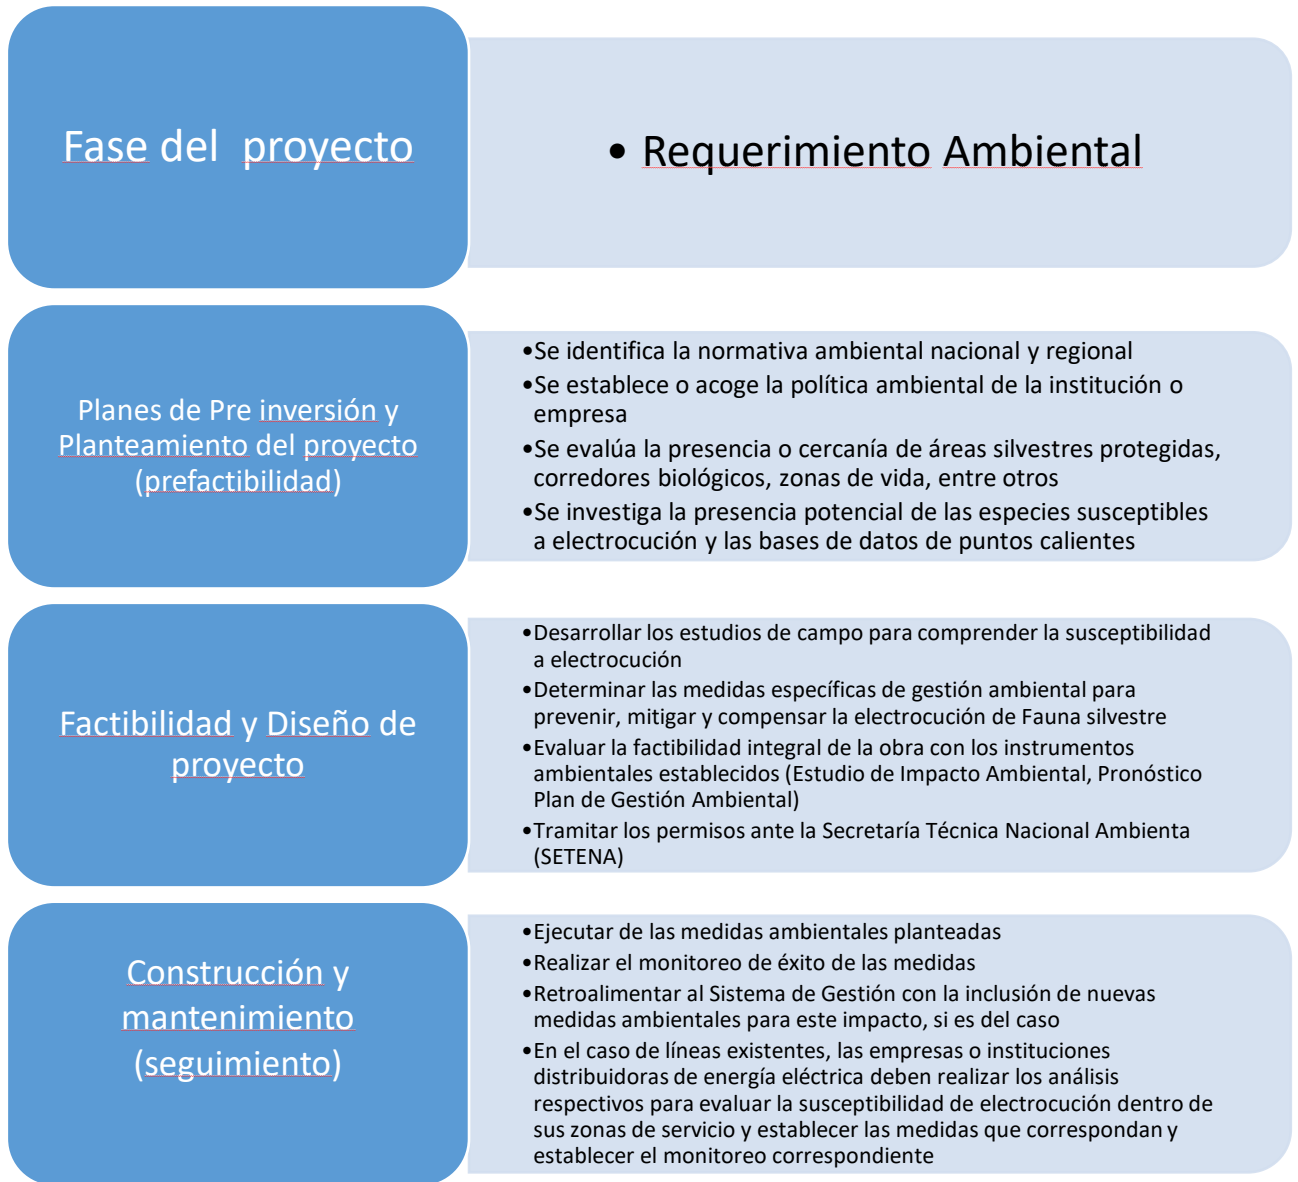 Fase del proyecto
• Requerimiento Ambiental
Planes de Pre inversión y
Planteamiento del proyecto
(prefactibilidad)
•Se identifica la normativa ambiental nacional y regional
•Se establece o acoge la política ambiental de la institución o
empresa
•Se evalúa la presencia o cercanía de áreas silvestres protegidas,
corredores biológicos, zonas de vida, entre otros
•Se investiga la presencia potencial de las especies susceptibles
a electrocución y las bases de datos de puntos calientes
Factibilidad y Diseño de
proyecto
•Desarrollar los estudios de campo para comprender la susceptibilidad
a electrocución
•Determinar las medidas específicas de gestión ambiental para
prevenir, mitigar y compensar la electrocución de Fauna silvestre
•Evaluar la factibilidad integral de la obra con los instrumentos
ambientales establecidos (Estudio de Impacto Ambiental, Pronóstico
Plan de Gestión Ambiental)
•Tramitar los permisos ante la Secretaría Técnica Nacional Ambienta
(SETENA)
Construcción y
mantenimiento
(seguimiento)
•Ejecutar de las medidas ambientales planteadas
•Realizar el monitoreo de éxito de las medidas
•Retroalimentar al Sistema de Gestión con la inclusión de nuevas
medidas ambientales para este impacto, si es del caso
•En el caso de líneas existentes, las empresas o instituciones
distribuidoras de energía eléctrica deben realizar los análisis
respectivos para evaluar la susceptibilidad de electrocución dentro de
sus zonas de servicio y establecer las medidas que correspondan y
establecer el monitoreo correspondiente